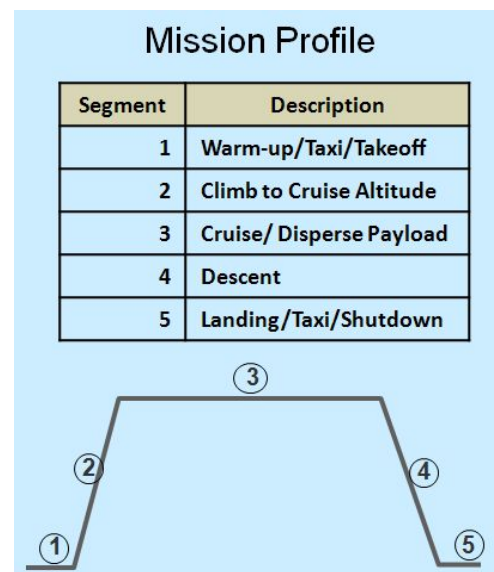 Mission Profile
Segment Description
1 Warm-up/Taxi/Takeoff
2 Climb to Cruise Altitude
3 Cruise/ Disperse Payload
4 Descent
5 Landing/Taxi/Shutdown
3
2
4
1
5